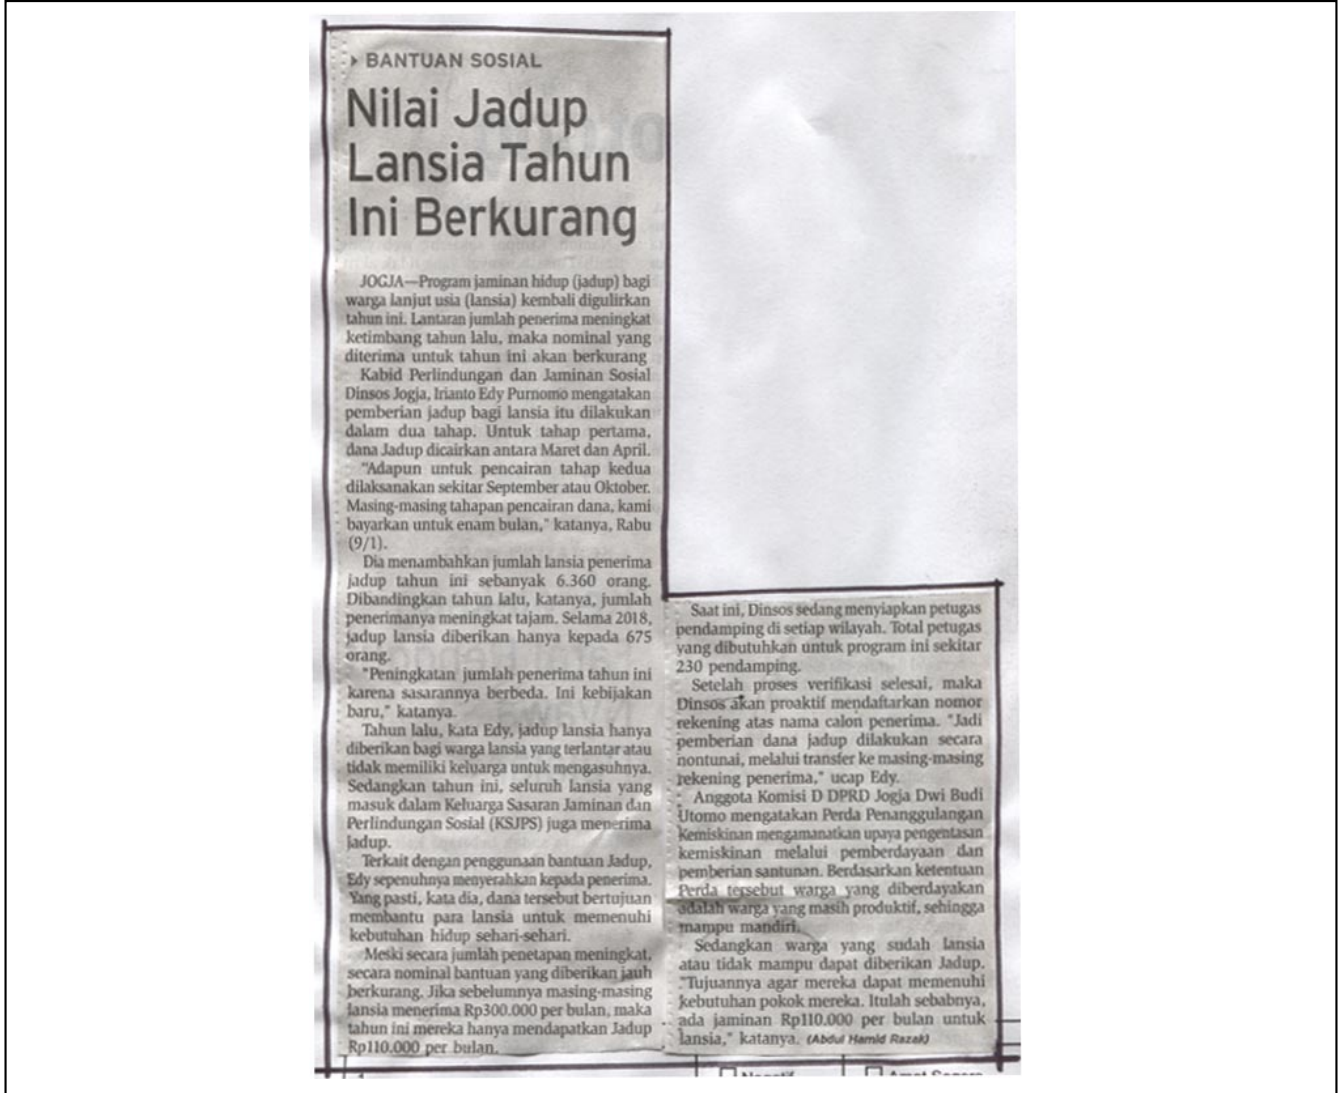 BANTUAN SOSIAL
Nilai Jadup
Lansia Tahun
Ini Berkurang
JOGJA—Program jaminan hidup (jadup) bagi
warga lanjut usia (lansia) kembali digulirkan
tahun ini. Lantaran jumlah penerima meningkat
ketimbang tahun lalu, maka nominal yang
diterima untuk tahun ini akan berkurang
Kabid Perlindungan dan Jaminan Sosial
Dinsos Jogja, Irianto Edy Purnomo mengatakan
pemberian jadup bagi lansia itu dilakukan
dalam dua tahap. Untuk tahap pertama,
dana Jadup dicairkan antara Maret dan April.
"Adapun untuk pencairan tahap kedua
dilaksanakan sekitar September atau Oktober.
Masing-masing tahapan pencairan dana, kami
bayarkan untuk enam bulan," katanya, Rabu
(9/1).
Dia menambahkan jumlah lansia penerima
jadup tahun ini sebanyak 6.360 orang.
Dibandingkan tahun lalu, katanya, jumlah
penerimanya meningkat tajam. Selama 2018,
jadup lansia diberikan hanya kepada 675
orang.
"Peningkatan jumlah penerima tahun ini
karena sasarannya berbeda. Ini kebijakan
baru," katanya.
Tahun lalu, kata Edy, jadup lansia hanya
diberikan bagi warga lansia yang terlantar atau
tidak memiliki keluarga untuk mengasuhnya.
Sedangkan tahun ini, seluruh lansia yang
masuk dalam Keluarga Sasaran Jaminan dan
Perlindungan Sosial (KSJPS) juga menerima
jadup.
Terkait dengan penggunaan bantuan Jadup,
Edy sepenuhnya menyerahkan kepada penerima.
Yang pasti, kata dia, dana tersebut bertujuan
membantu para lansia untuk memenuhi
kebutuhan hidup sehari-sehari.
Meski secara jumlah penetapan meningkat,
secara nominal bantuan yang diberikan jauh
berkurang. Jika sebelumnya masing-masing
lansia menerima Rp300.000 per bulan, maka
tahun ini mereka hanya mendapatkan Jadup
Rp110.000 per bulan.
Saat ini, Dinsos sedang menyiapkan petugas
pendamping di setiap wilayah. Total petugas
yang dibutuhkan untuk program ini sekitar
230 pendamping.
Setelah proses verifikasi selesai, maka
Dinsos akan proaktif mendaftarkan nomor
rekening atas nama calon penerima. "Jadi
pemberian dana jadup dilakukan secara
nontunai, melalui transfer ke masing-masing
rekening penerima," ucap Edy.
Anggota Komisi D DPRD Jogja Dwi Budi
Utomo mengatakan Perda Penanggulangan
Kemiskinan mengamanatkan upaya pengentasan
kemiskinan melalui pemberdayaan dan
pemberian santunan. Berdasarkan ketentuan
Perda tersebut warga yang diberdayakan
adalah warga yang masih produktif, sehingga
mampu mandiri.
Sedangkan warga yang sudah lansia
atau tidak mampu dapat diberikan Jadup.
"Tujuannya agar mereka dapat memenuhi
kebutuhan pokok mereka. Itulah sebabnya,
ada jaminan Rp110.000 per bulan untuk
lansia," katanya. (Abdul Hamid Razak)